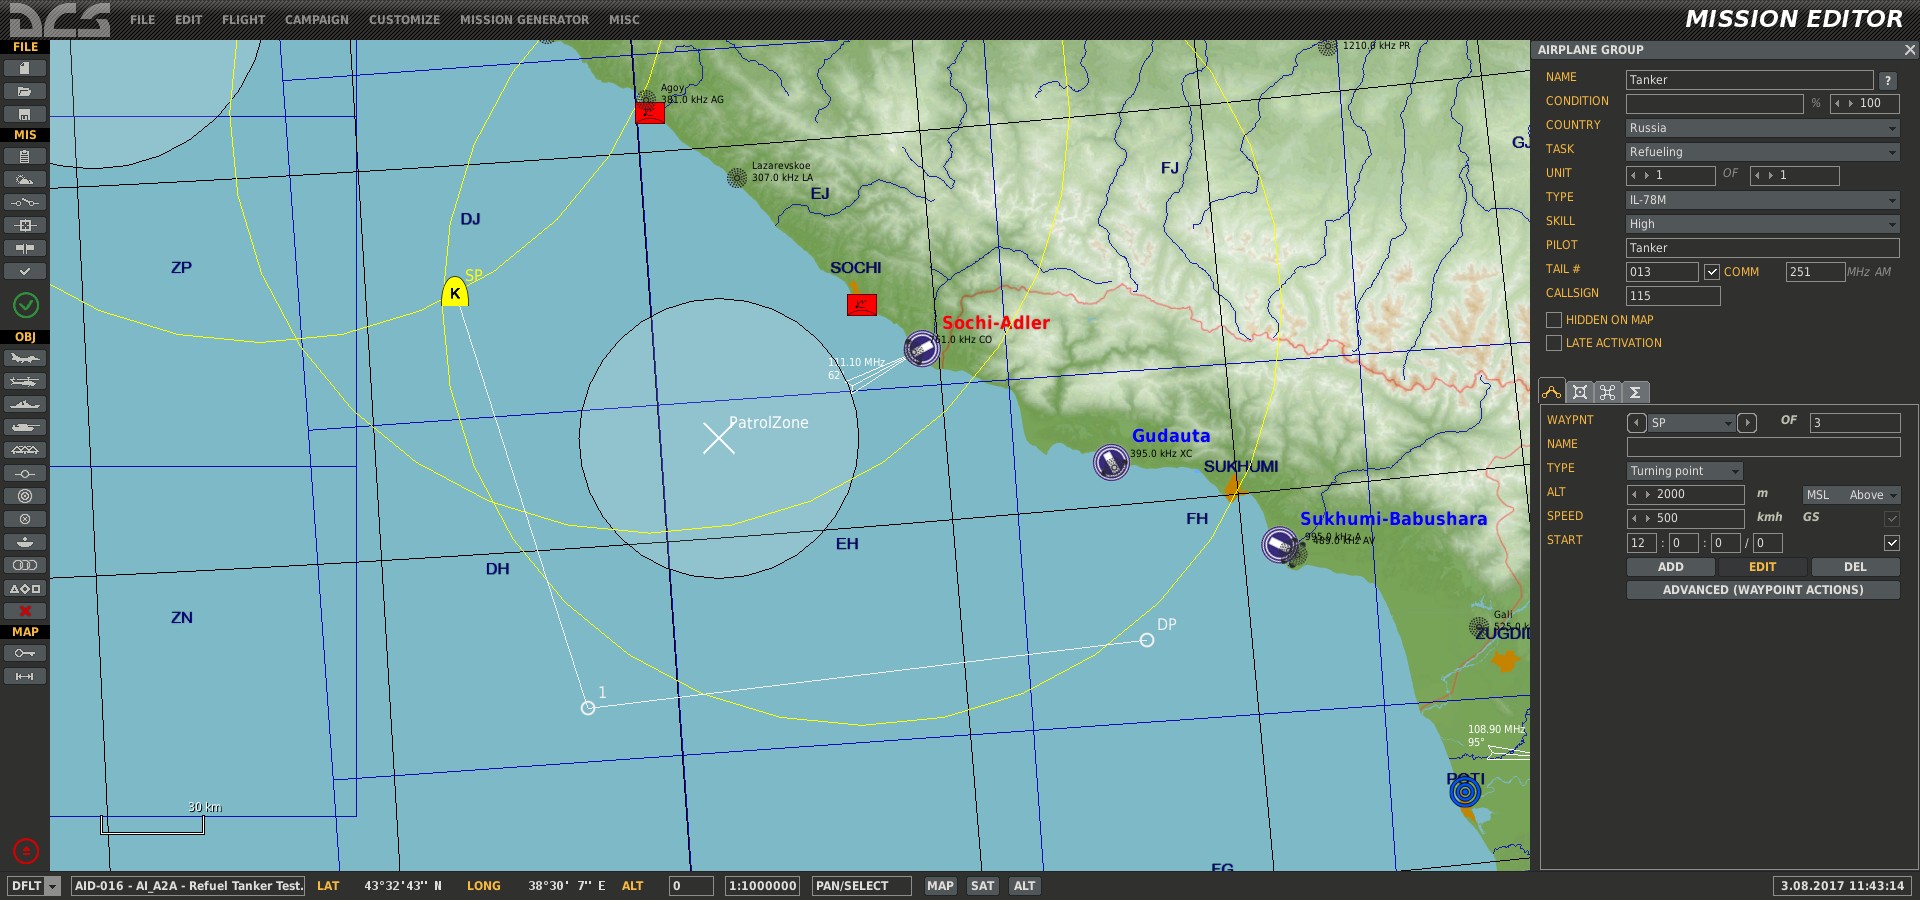 DCS
FILE EDIT FLIGHT CAMPAIGN CUSTOMIZE MISSION GENERATOR MISC
MISSION EDITOR
FILE
MIS
OBJ
MAP
1210.0 kHz PR
Agoy
381.0 kHz AG
Lazarevskoe
307.0 kHz LA
EJ
FJ
GJ
DJ
ZP
SP
K
SOCHI
Sochi-Adler
61.0 kHz CO
111.10 MHz
62
PatrolZone
Gudauta
395.0 kHz XC
SUKHUMI
Sukhumi-Babushara
489.0 kHz AV
FH
EH
DH
ZN
Gali
525.0 k
ZUGDID
DP
1
108.90 MHz
95°
POTI
30 km
FG
AIRPLANE GROUP
NAME Tanker ?
CONDITION % 100
COUNTRY Russia
TASK Refueling
UNIT 1 OF 1
TYPE IL-78M
SKILL High
PILOT Tanker
TAIL # 013 COMM 251 MHz AM
CALLSIGN 115
HIDDEN ON MAP
LATE ACTIVATION
Σ
WAYPNT SP OF 3
NAME
TYPE Turning point
ALT 2000 m MSL Above
SPEED 500 kmh GS
START 12 : 0 : 0 / 0
ADD EDIT DEL
ADVANCED (WAYPOINT ACTIONS)
DFLT AID-016 - AI_A2A - Refuel Tanker Test. LAT 43°32'43'' N LONG 38°30' 7'' E ALT 0 1:1000000 PAN/SELECT MAP SAT ALT 3.08.2017 11:43:14